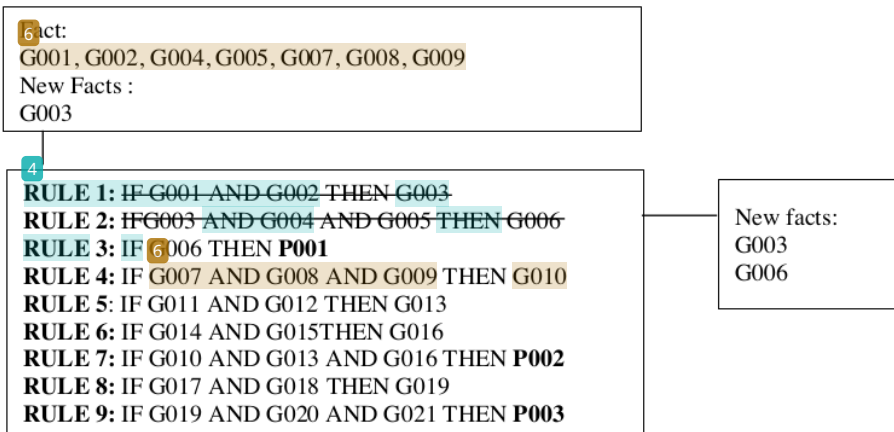 Fact:
G001, G002, G004, G005, G007, G008, G009
New Facts :
G003
RULE 1: IF G001 AND G002 THEN G003
RULE 2: IFG003 AND G004 AND G005 THEN G006
RULE 3: IF G006 THEN P001
RULE 4: IF G007 AND G008 AND G009 THEN G010
RULE 5: IF G011 AND G012 THEN G013
RULE 6: IF G014 AND G015THEN G016
RULE 7: IF G010 AND G013 AND G016 THEN P002
RULE 8: IF G017 AND G018 THEN G019
RULE 9: IF G019 AND G020 AND G021 THEN P003
New facts:
G003
G006
6
4
6